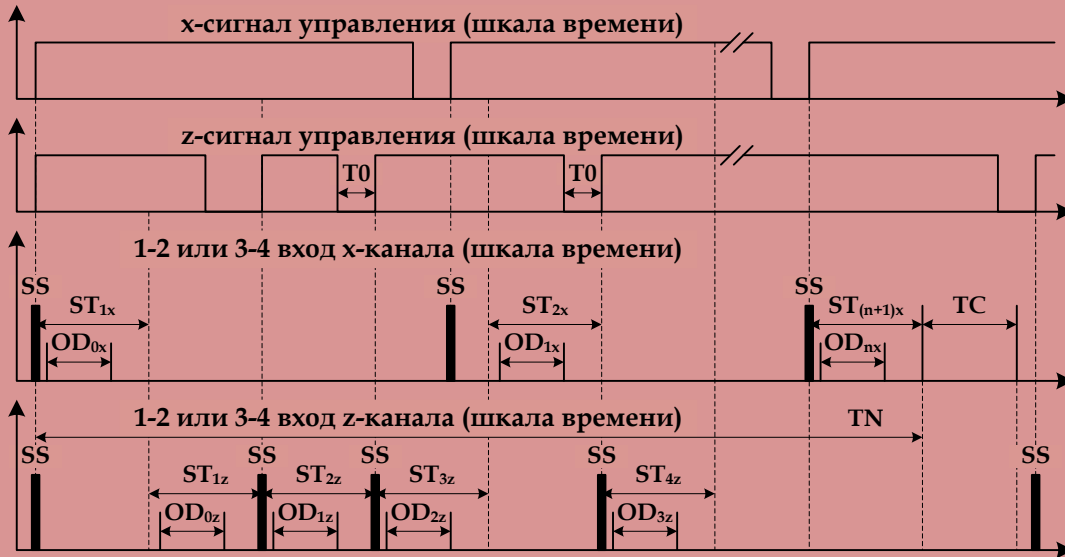 x-сигнал управления (шкала времени)
z-сигнал управления (шкала времени)
T0 T0
1-2 или 3-4 вход x-канала (шкала времени)
SS SS SS
ST1x ST2x ST(n+1)x TC
OD0x OD1x ODnx
1-2 или 3-4 вход z-канала (шкала времени) TN
SS SS SS SS SS
ST1z ST2z ST3z ST4z
OD0z OD1z OD2z OD3z